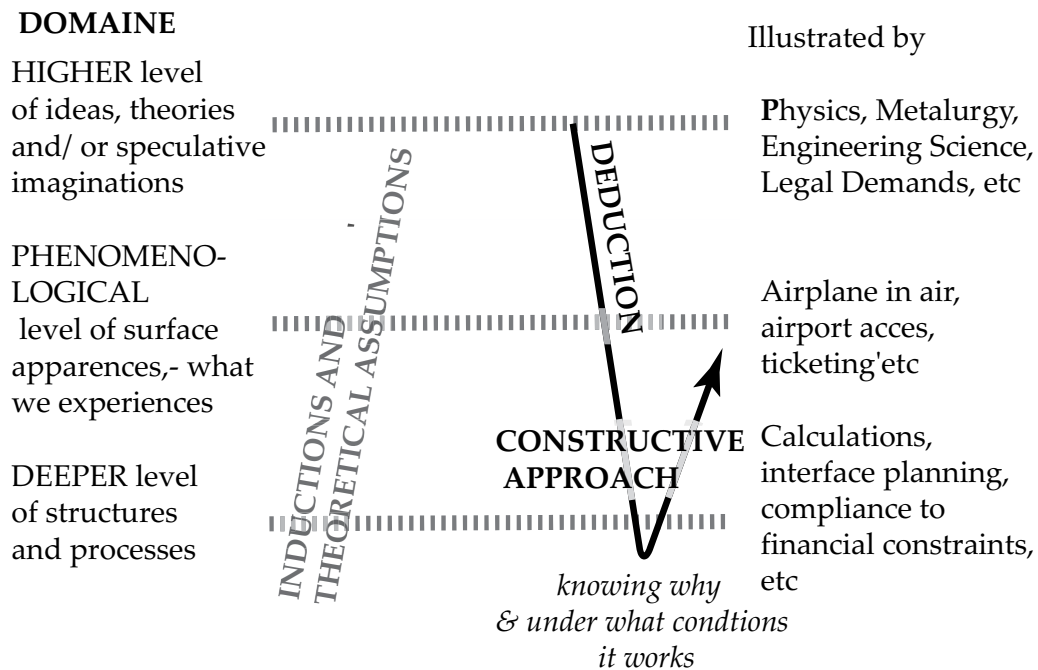 DOMAINE
HIGHER level
of ideas, theories
and/ or speculative
imaginations
PHENOMENO-
LOGICAL
level of surface
apparences,- what
we experiences
DEEPER level
of structures
and processes
INDUCTIONS AND
THEORETICAL ASSUMPTIONS
DEDUCTION
CONSTRUCTIVE
APPROACH
knowing why
& under what condtions
it works
Illustrated by
Physics, Metalurgy,
Engineering Science,
Legal Demands, etc
Airplane in air,
airport acces,
ticketing'etc
Calculations,
interface planning,
compliance to
financial constraints,
etc